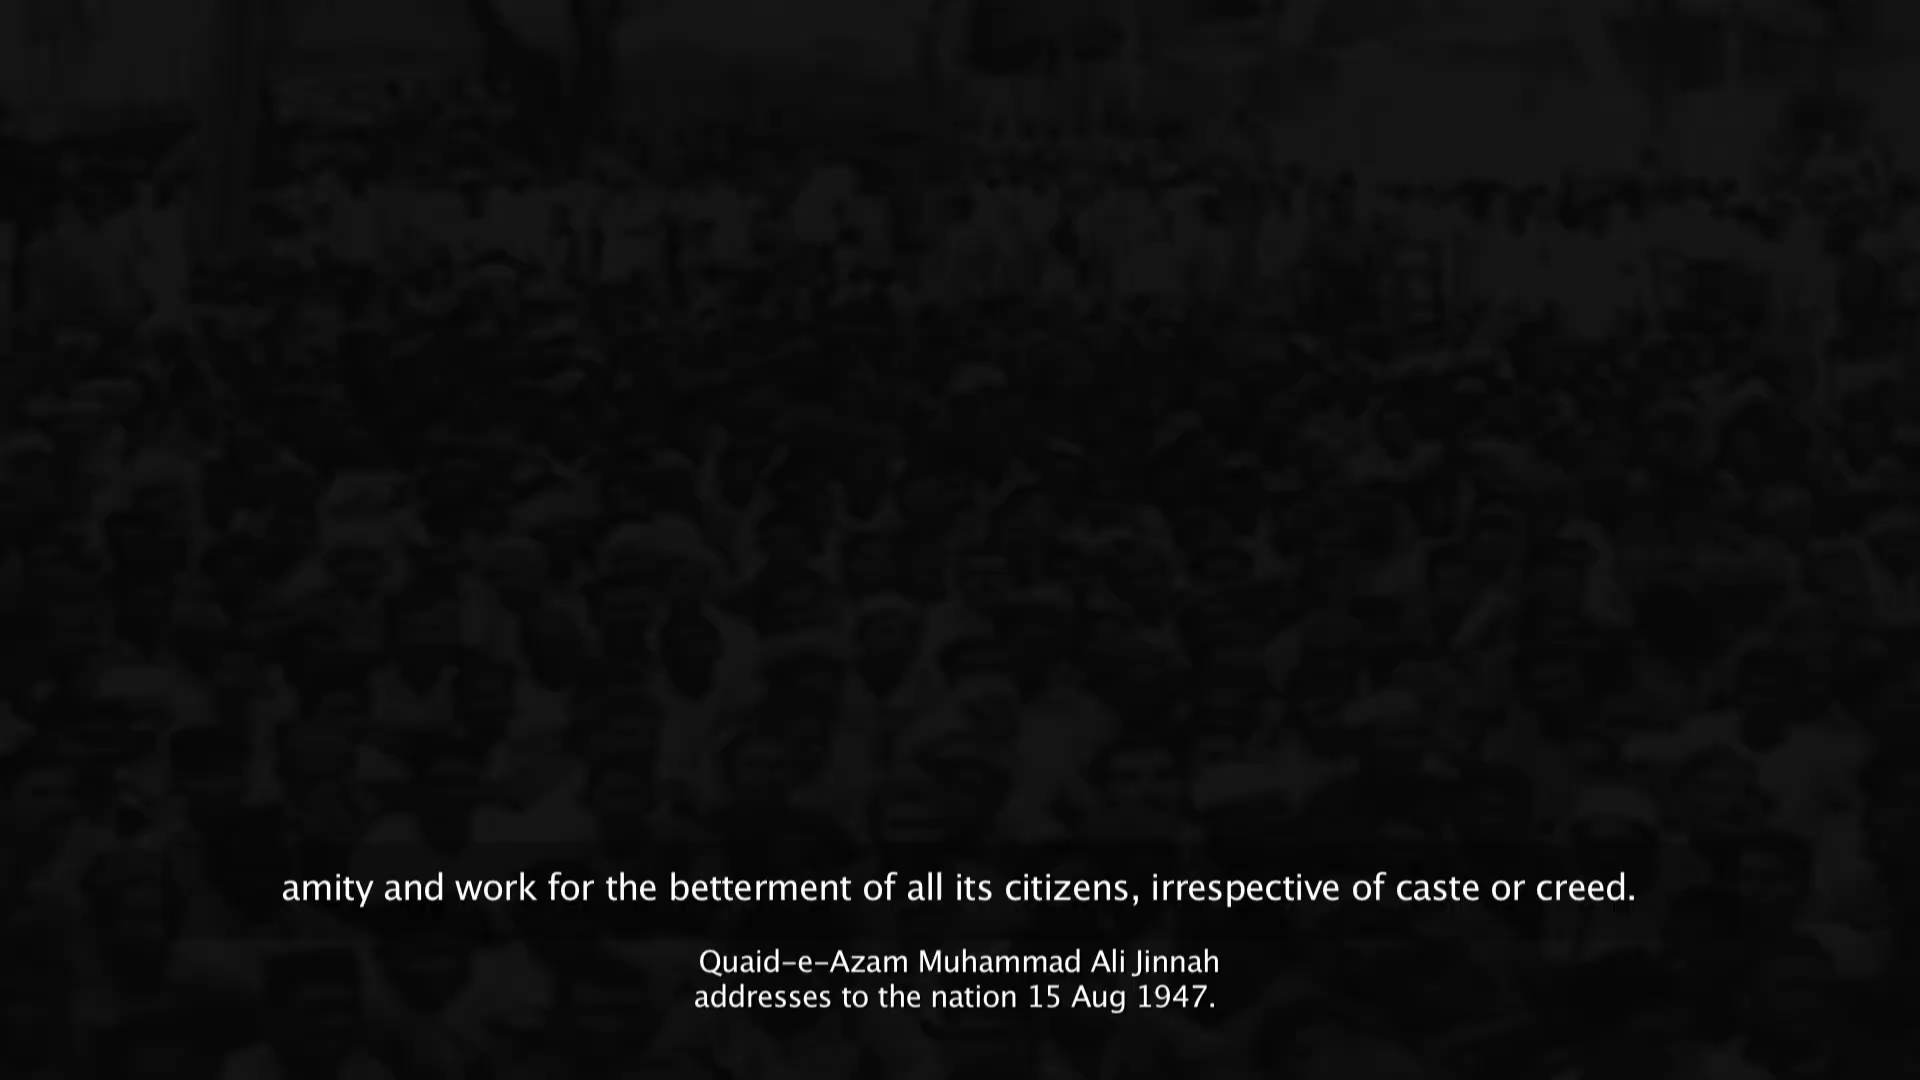 amity and work for the betterment of all its citizens, irrespective of caste or creed.
Quaid-e-Azam Muhammad Ali Jinnah
addresses to the nation 15 Aug 1947.